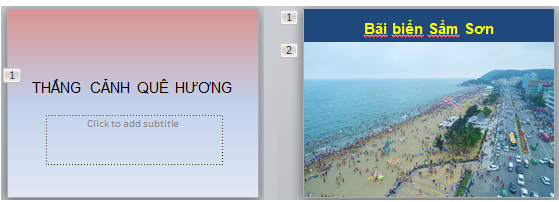 1
THẮNG CẢNH QUÊ HƯƠNG
Click to add subtitle
1
2
Bãi biển Sầm Sơn